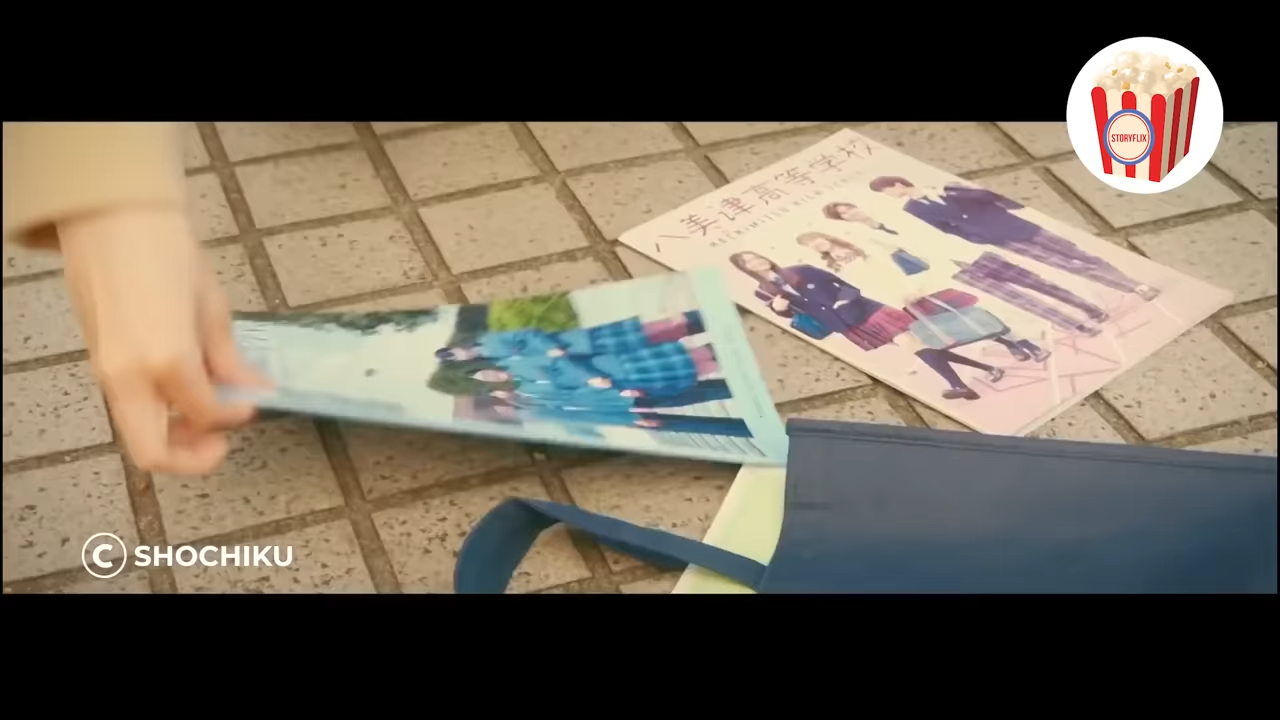 STORYFLIX
八美津高等学校
HACHIMITSU HIGH SCHOOL
© SHOCHIKU